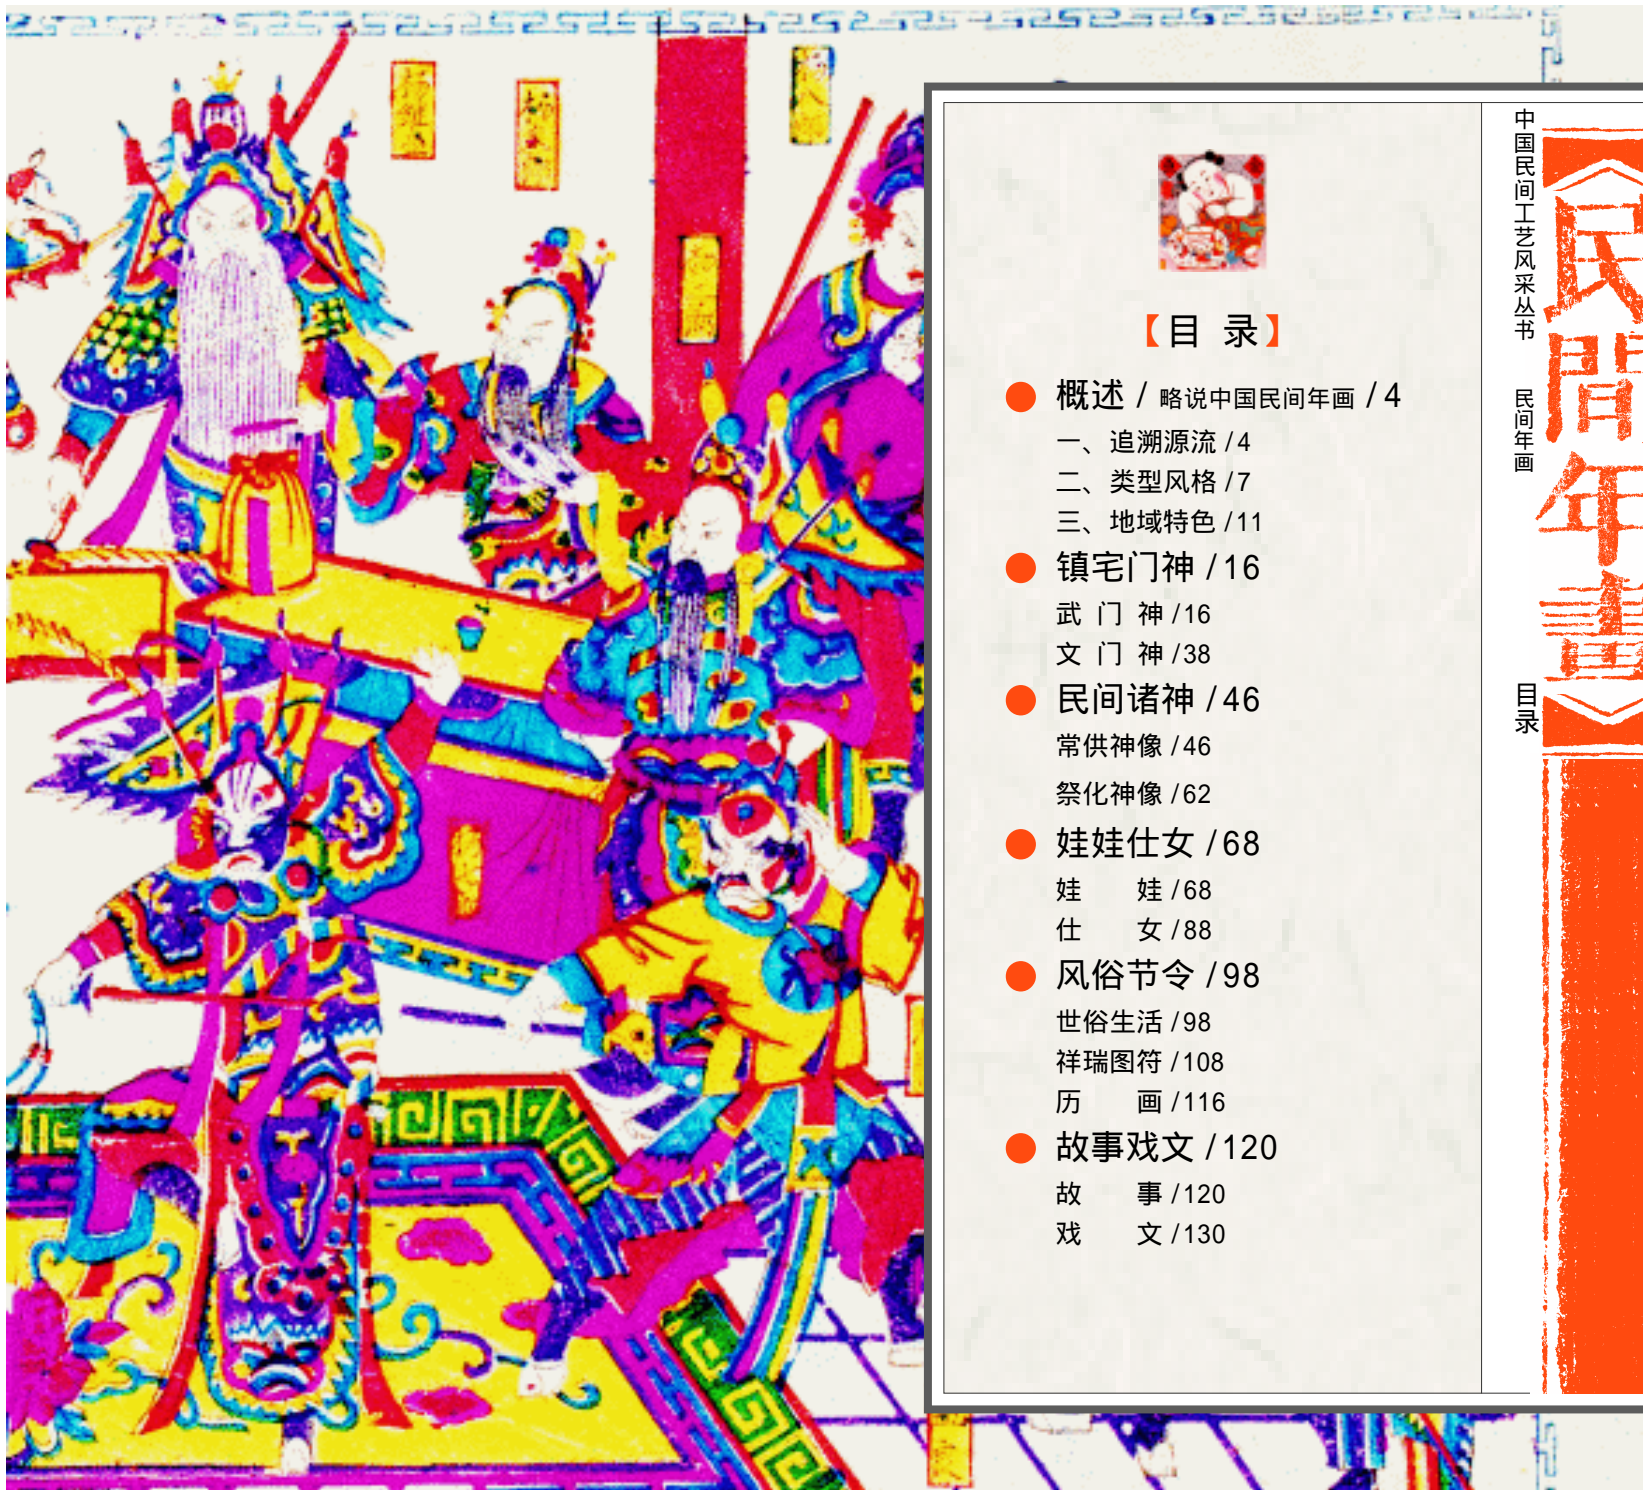 【目 录】
概述 / 略说中国民间年画 / 4
一、追溯源流 / 4
二、类型风格 / 7
三、地域特色 / 11
镇宅门神 / 16
武 门 神 / 16
文 门 神 / 38
民间诸神 / 46
常供神像 / 46
祭化神像 / 62
娃娃仕女 / 68
娃 娃 / 68
仕 女 / 88
风俗节令 / 98
世俗生活 / 98
祥瑞图符 / 108
历 画 / 116
故事戏文 / 120
故 事 / 120
戏 文 / 130
中国民间工艺风采丛书 民间年画
目录
民間年畫